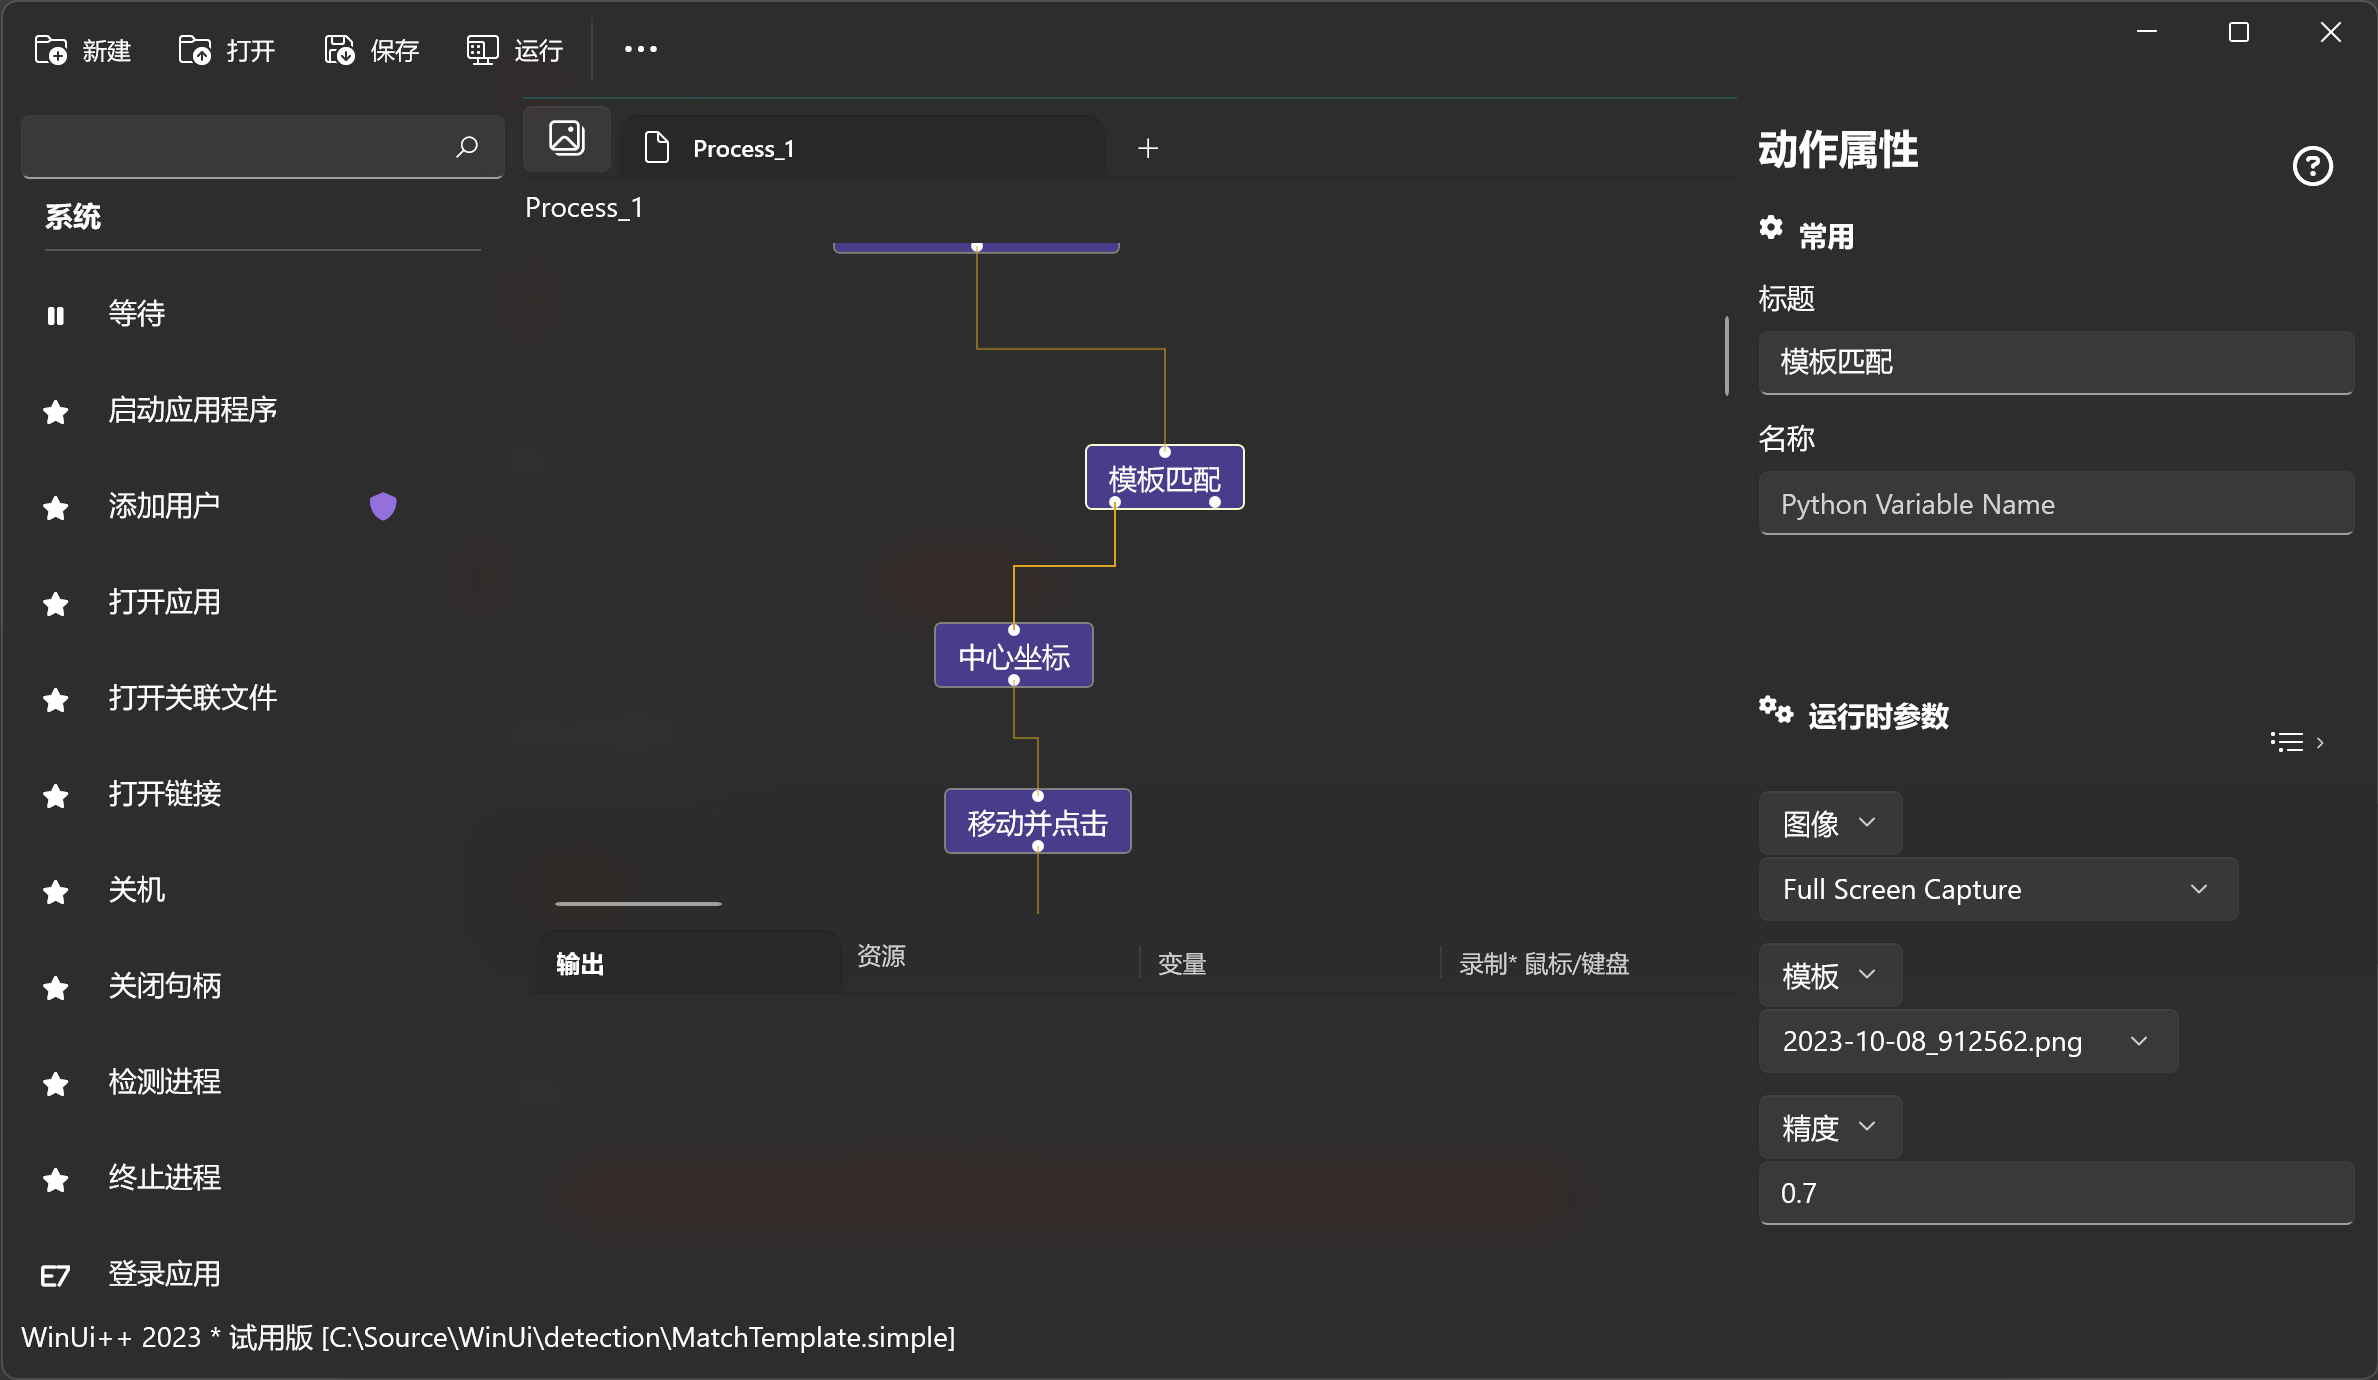 新建
打开
保存
运行
Process_1
Process_1
系统
等待
启动应用程序
添加用户
打开应用
打开关联文件
打开链接
关机
关闭句柄
检测进程
终止进程
E7 登录应用
模板匹配
中心坐标
移动并点击
输出
资源
变量
录制* 鼠标/键盘
动作属性
常用
标题
模板匹配
名称
Python Variable Name
运行时参数
图像
Full Screen Capture
模板
2023-10-08_912562.png
精度
0.7
WinUi++ 2023 * 试用版 [C:\Source\WinUi\detection\MatchTemplate.simple]